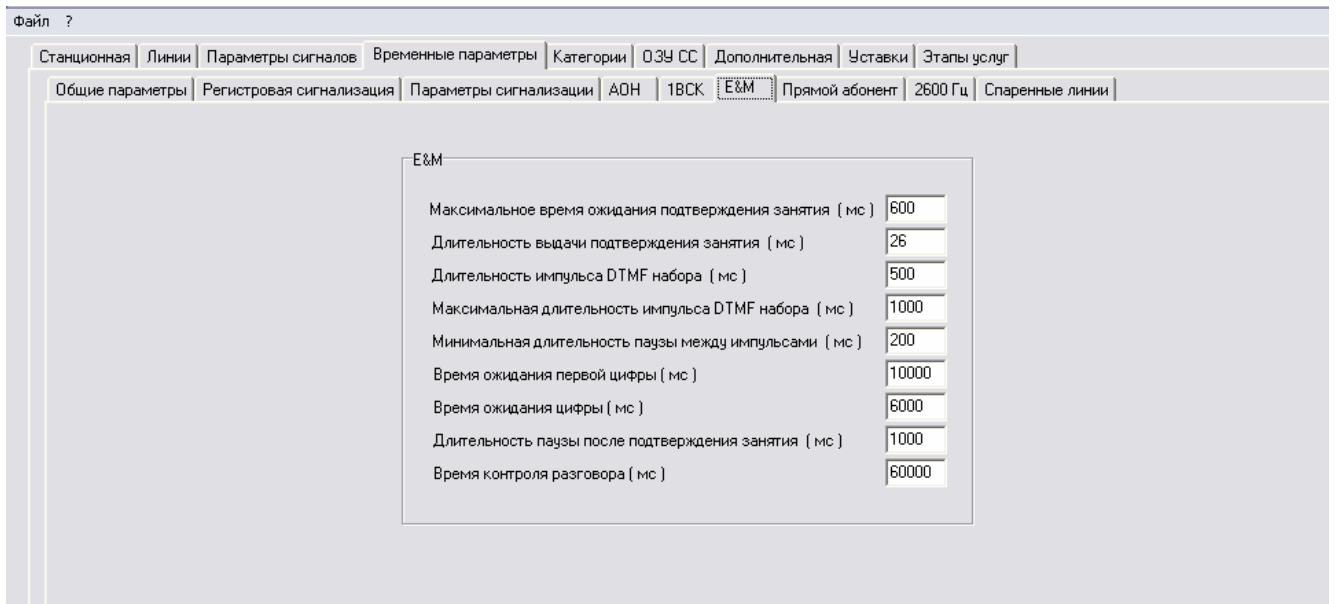 Файл ?
Станционная Линии Параметры сигналов Временные параметры Категории ОЗУ СС Дополнительная Уставки Этапы услуг
Общие параметры Регистровая сигнализация Параметры сигнализации АОН 1ВСК E&M Прямой абонент 2600 Гц Спаренные линии
E&M
Максимальное время ожидания подтверждения занятия ( мс ) 600
Длительность выдачи подтверждения занятия ( мс ) 26
Длительность импульса DTMF набора ( мс ) 500
Максимальная длительность импульса DTMF набора ( мс ) 1000
Минимальная длительность паузы между импульсами ( мс ) 200
Время ожидания первой цифры ( мс ) 10000
Время ожидания цифры ( мс ) 6000
Длительность паузы после подтверждения занятия ( мс ) 1000
Время контроля разговора ( мс ) 60000